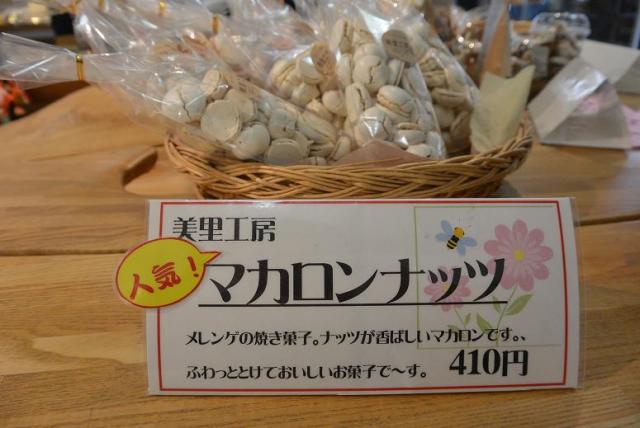 美里工房
人気!
マカロンナッツ
メレンゲの焼き菓子。ナッツが香ばしいマカロンです。、
ふわっととけておいしいお菓子で〜す。 410円